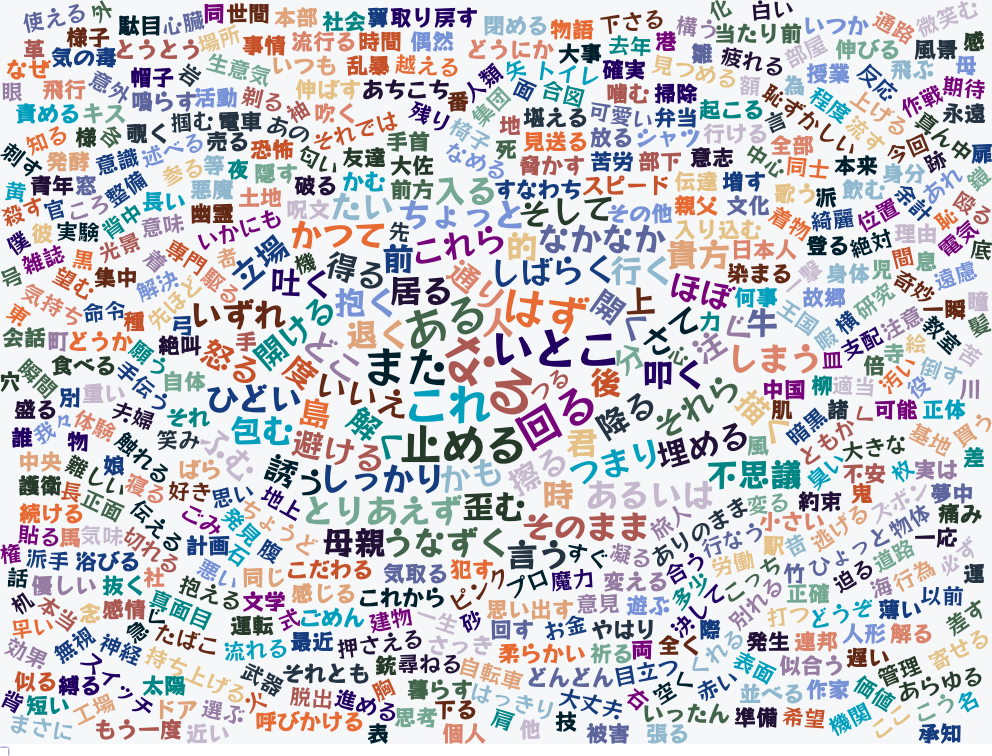 使える
外
駄目
心臓
同
世間
本部
社会
翼
取り戻す
閉める
物語
下さる
構う
化
白い
当たり前
いつか
通路
微笑む
革
様子
気の毒
とうとう
場所
事情
流行る
時間
偶然
どうにか
大事
去年
港
難
疲れる
部屋
伸びる
風景
感
なぜ
帽子
岩
生意気
いつも
乱暴
越える
人類
矢
トイレ
確実
見つめる
額
為
授業
反応
飛ぶ
母
眼
飛行
意外
鳴らす
活動
剃る
伸ばす
あちこち
番
面
合図
噛む
掃除
恥ずかしい
程度
上げる
作戦
期待
永遠
責める
キス
掴む
電車
あの
袖
吹く
残り
集団
堪える
可愛い
弁当
起こる
言
流す
真ん中
知る
様々
覗く
売る
恐怖
匂い
それでは
手首
椅子
地
見送る
放る
シャツ
行ける
全部
今回
跡
扉
刺す
発酵
意識
述べる
等
夜
隠す
友達
大佐
なめる
死
脅かす
苦労
部下
意志
中心
同士
本来
身分
あれ
鎖
黄
青年
窓
整備
参る
悪魔
土地
破る
かむ
前方
入る
すなわち
スピード
伝達
増す
歌う
派
飲む
余計
殴る
殺す
官
ころ
背中
長い
幽霊
呪文
たい
ちょっと
そして
その他
親父
文化
着物
綺麗
位置
恥
電気
僕
彼
実験
光景
意味
いかにも
かつて
先
これら
的
なかなか
入り込む
貴方
日本人
登る
絶対
理由
底
号
雑誌
黒
専門
者
立場
機
得る
前
しばらく
行く
染まる
撃
身体
児
間
息
遠慮
望む
集中
解決
駆る
吐く
抱く
居る
通り
はず
開く
上
ほぼ
何事
故郷
研究
奇妙
一瞬
瞳
東
気持ち
命令
種
先ほど
弓
いずれ
開ける
退く
ある
人
さて
力
牛
王国
暇
横
支配
注意
教室
髪
会話
町
どうか
絶叫
手
怒る
度
どこ
また
ぬ
いとこ
分
心
注ぐ
しまう
皿
倍
寺
絵
倒す
苦
穴
瞬間
食べる
願う
手伝う
自体
ひどい
いいえ
これ
る
つる
後
叩く
中国
柳
適当
汚い
役
川
盛る
別
重い
夫婦
それ
包む
島
解く
止める
回る
降る
それら
描く
肌
暗黒
諸
可能
正体
誰
我々
物
体験
触れる
笑み
ふむ
避ける
擦る
君
つまり
埋める
風
ともかく
大きな
基地
買う
中央
難しい
娘
ばら
誘う
しっかり
かも
不思議
臭い
不安
枚
実は
差
護衛
長
正面
寝る
好き
思い
地上
とりあえず
歪む
時
あるいは
旅人
ありのまま
変る
約束
鬼
ズボン
夢中
続ける
伝える
ごみ
発見
ちょうど
母親
うなずく
そのまま
小さい
逃げる
物体
痛み
貼る
馬
気味
切れる
計画
石
腹
言う
すぐ
凝る
合う
行なう
駅
昔
ひょっと
一応
権
派手
浴びる
悪い
同じ
こだわる
気取る
犯す
ピンク
プロ
魔力
変える
多少
こっち
労働
竹
迫る
道路
必ず
話
優しい
抜く
社
抱える
文学
感じる
これから
思い出す
意見
遊ぶ
決して
別れる
正確
海
行為
運
机
本当
念
感情
じ
真面目
運転
式
ごめん
建物
一生
砂
回す
お金
やはり
際
打つ
どうぞ
薄い
以前
早い
無視
神経
術
たばこ
流れる
最近
押さえる
さっき
柔らかい
祈る
両
全く
くれる
発生
連邦
人形
解る
差す
効果
スイッチ
持ち上げる
武器
それとも
銃
尋ねる
自転車
どんどん
目立つ
空く
赤い
表面
似合う
遅い
管理
寄せる
似る
縛る
太陽
火
脱出
進める
胸
暮らす
はっきり
大丈夫
衣
いったん
並べる
作家
価値
あらゆる
背
短い
工場
ドア
選ぶ
呼びかける
思考
下る
肩
技
準備
希望
機関
ここ
こう
名
まさに
もう一度
近い
表
個人
他
被害
張る
承知